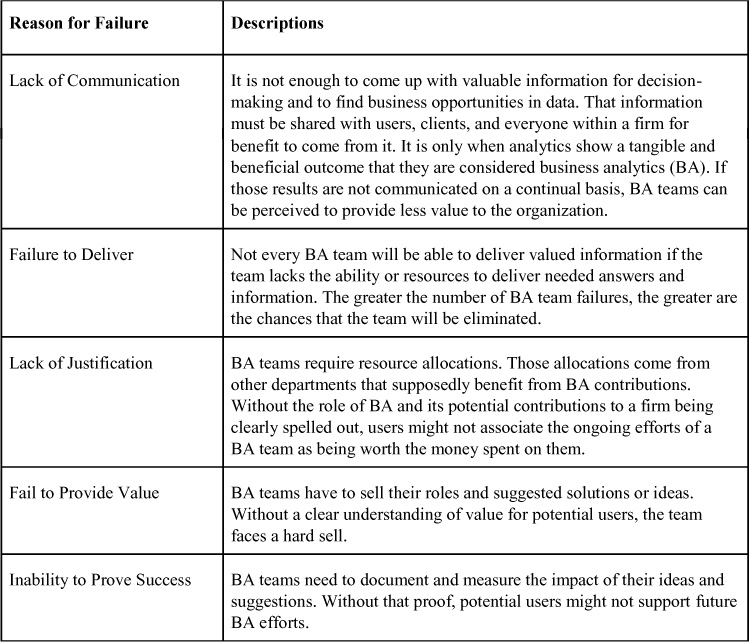 Reason for Failure
Descriptions
Lack of Communication
It is not enough to come up with valuable information for decision-
making and to find business opportunities in data. That information
must be shared with users, clients, and everyone within a firm for
benefit to come from it. It is only when analytics show a tangible and
beneficial outcome that they are considered business analytics (BA). If
those results are not communicated on a continual basis, BA teams can
be perceived to provide less value to the organization.
Failure to Deliver
Not every BA team will be able to deliver valued information if the
team lacks the ability or resources to deliver needed answers and
information. The greater the number of BA team failures, the greater are
the chances that the team will be eliminated.
Lack of Justification
BA teams require resource allocations. Those allocations come from
other departments that supposedly benefit from BA contributions.
Without the role of BA and its potential contributions to a firm being
clearly spelled out, users might not associate the ongoing efforts of a
BA team as being worth the money spent on them.
Fail to Provide Value
BA teams have to sell their roles and suggested solutions or ideas.
Without a clear understanding of value for potential users, the team
faces a hard sell.
Inability to Prove Success
BA teams need to document and measure the impact of their ideas and
suggestions. Without that proof, potential users might not support future
BA efforts.